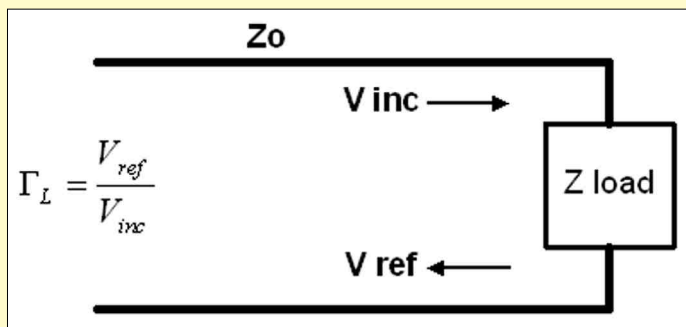 Zo
V inc
Γ_L = V_ref / V_inc
Z load
V ref